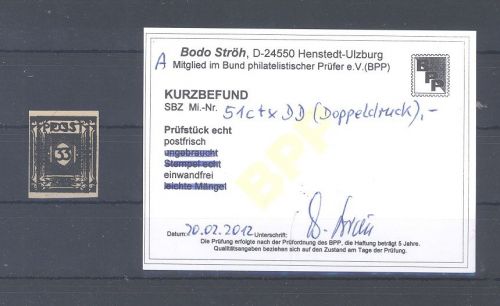 A Bodo Ströh, D-24550 Henstedt-Ulzburg
Mitglied im Bund philatelistischer Prüfer e.V.(BPP)
BPP
KURZBEFUND
SBZ Mi.-Nr. 51ctx DD (Doppeldruck),-
Prüfstück echt
postfrisch
ungebraucht
Stempel echt
einwandfrei
leichte Mängel
BPP
Datum: 20.02.2012 Unterschrift:
Die Prüfung erfolgte nach der Prüfordnung des BPP, die Haftung beträgt 5 Jahre.
Qualitätsangaben beziehen sich auf den Zustand am Tage der Prüfung.